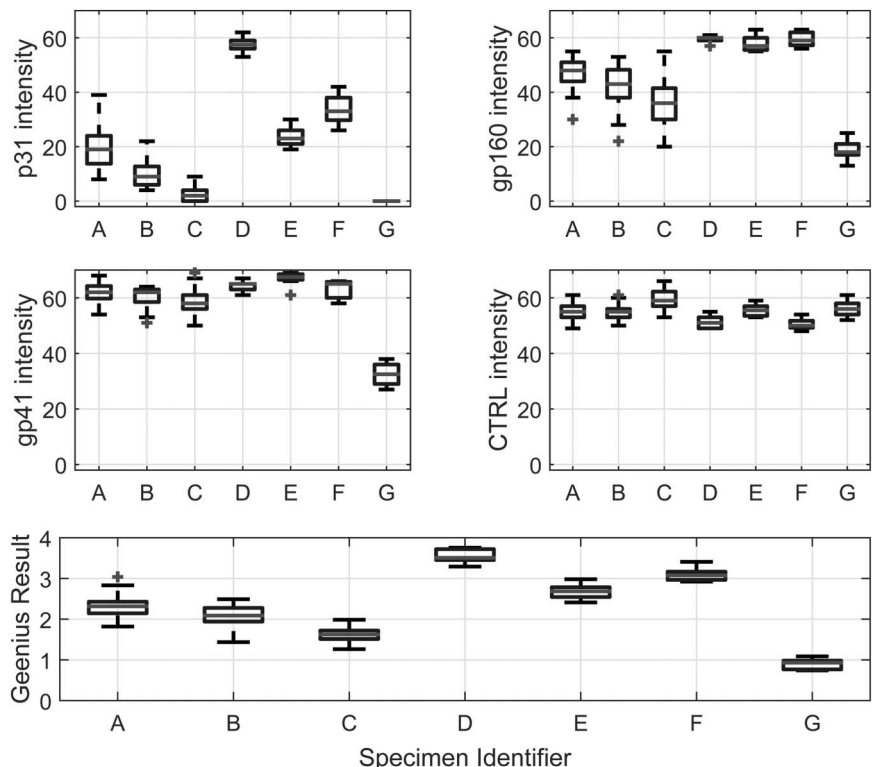 p31 intensity
60
40
20
0
A B C D E F G
gp160 intensity
60
40
20
0
A B C D E F G
gp41 intensity
60
40
20
0
A B C D E F G
CTRL intensity
60
40
20
0
A B C D E F G
Geenius Result
4
3
2
1
0
A B C D E F G
Specimen Identifier